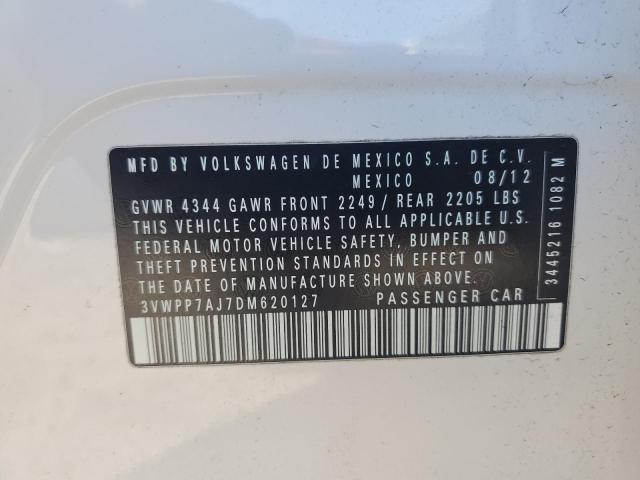 MFD BY VOLKSWAGEN DE MEXICO S.A. DE C.V.
MEXICO 08/12
GVWR 4344 GAWR FRONT 2249 / REAR 2205 LBS
THIS VEHICLE CONFORMS TO ALL APPLICABLE U.S.
FEDERAL MOTOR VEHICLE SAFETY, BUMPER AND
THEFT PREVENTION STANDARDS IN EFFECT ON
THE DATE OF MANUFACTURE SHOWN ABOVE.
3VWPP7AJ7DM620127 PASSENGER CAR
3445216 1082 M